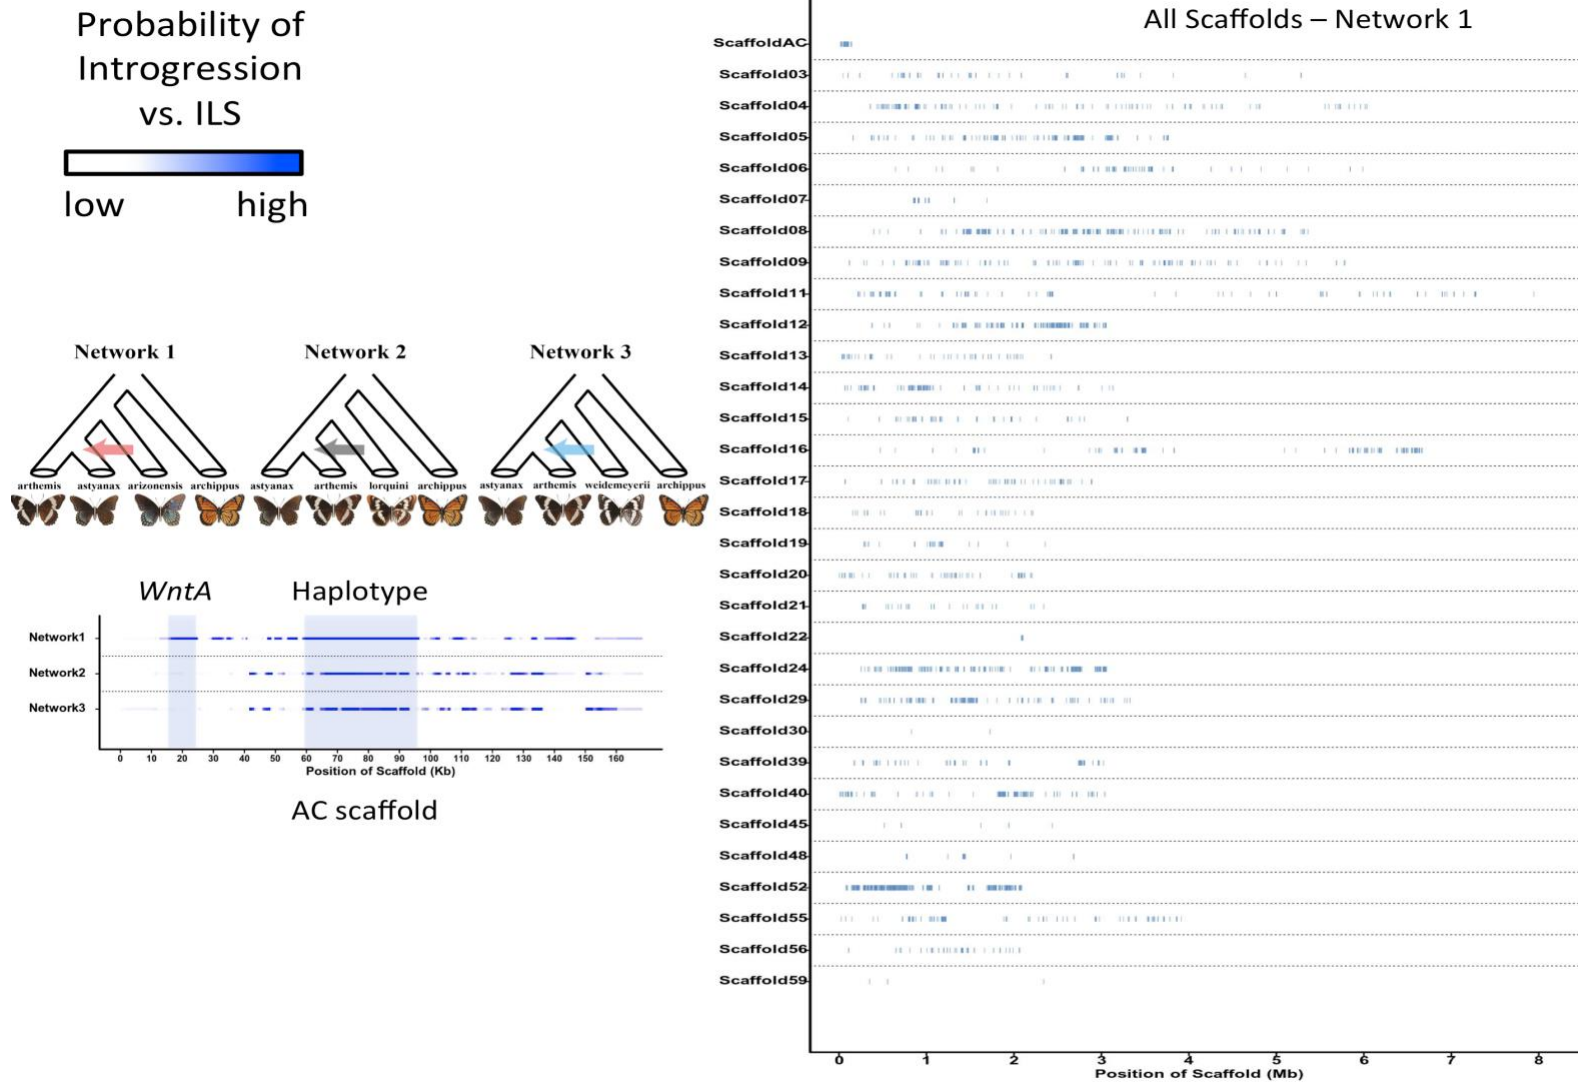 Probability of
Introgression
vs. ILS
low high
Network 1 Network 2 Network 3
arthemis astyanax arizonensis archippus astyanax arthemis lorquini archippus astyanax arthemis weidemeyerii archippus
WntA Haplotype
Network1
Network2
Network3
0 10 20 30 40 50 60 70 80 90 100 110 120 130 140 150 160
Position of Scaffold (Kb)
AC scaffold
All Scaffolds – Network 1
ScaffoldAC
Scaffold03
Scaffold04
Scaffold05
Scaffold06
Scaffold07
Scaffold08
Scaffold09
Scaffold11
Scaffold12
Scaffold13
Scaffold14
Scaffold15
Scaffold16
Scaffold17
Scaffold18
Scaffold19
Scaffold20
Scaffold21
Scaffold22
Scaffold24
Scaffold29
Scaffold30
Scaffold39
Scaffold40
Scaffold45
Scaffold48
Scaffold52
Scaffold55
Scaffold56
Scaffold59
0 1 2 3 4 5 6 7 8
Position of Scaffold (Mb)